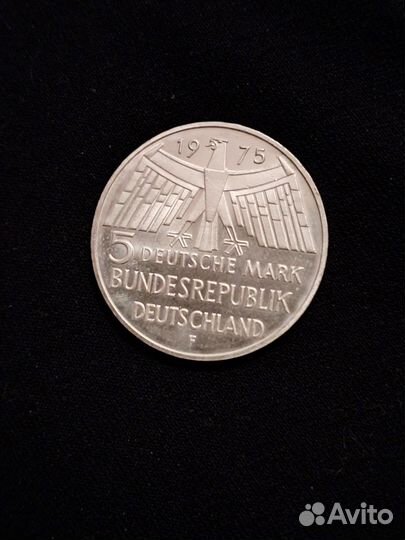 1975
5 DEUTSCHE MARK
BUNDESREPUBLIK
DEUTSCHLAND
F
Avito